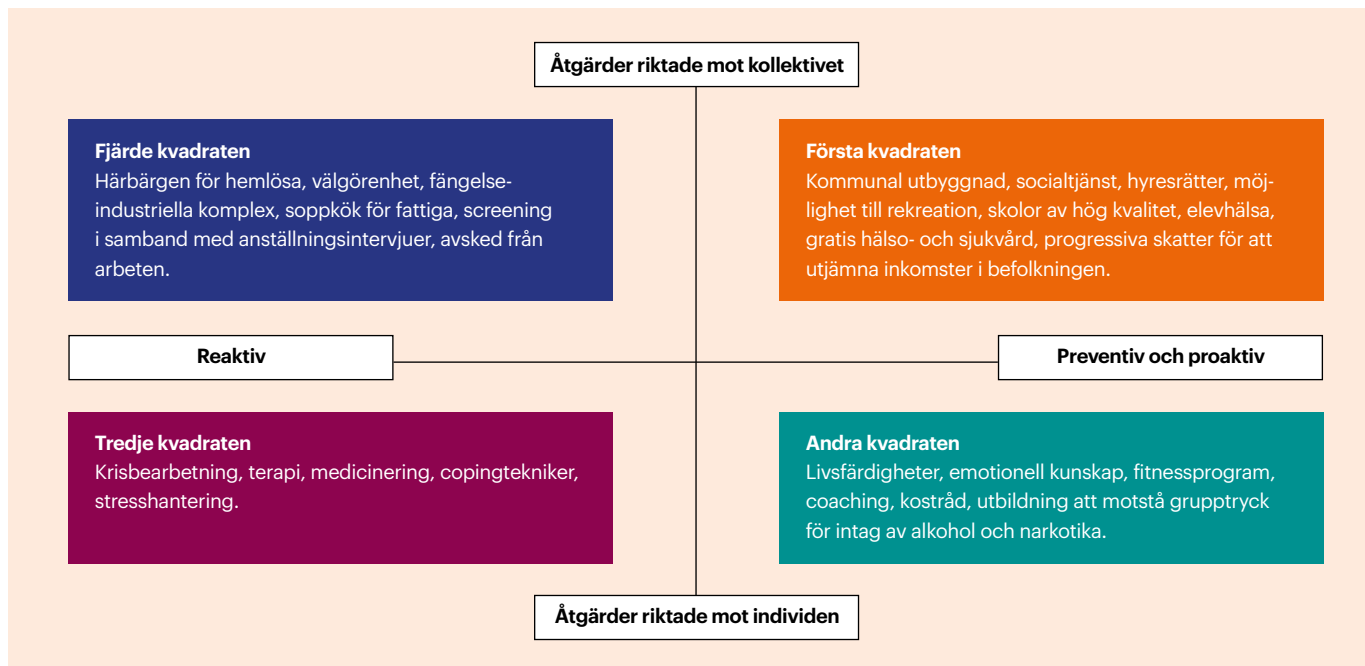 Åtgärder riktade mot kollektivet
Fjärde kvadraten
Härbärgen för hemlösa, välgörenhet, fängelse-
industriella komplex, soppkök för fattiga, screening
i samband med anställningsintervjuer, avsked från
arbeten.
Första kvadraten
Kommunal utbyggnad, socialtjänst, hyresrätter, möj-
lighet till rekreation, skolor av hög kvalitet, elevhälsa,
gratis hälso- och sjukvård, progressiva skatter för att
utjämna inkomster i befolkningen.
Reaktiv
Preventiv och proaktiv
Tredje kvadraten
Krisbearbetning, terapi, medicinering, copingtekniker,
stresshantering.
Andra kvadraten
Livsfärdigheter, emotionell kunskap, fitnessprogram,
coaching, kostråd, utbildning att motstå grupptryck
för intag av alkohol och narkotika.
Åtgärder riktade mot individen